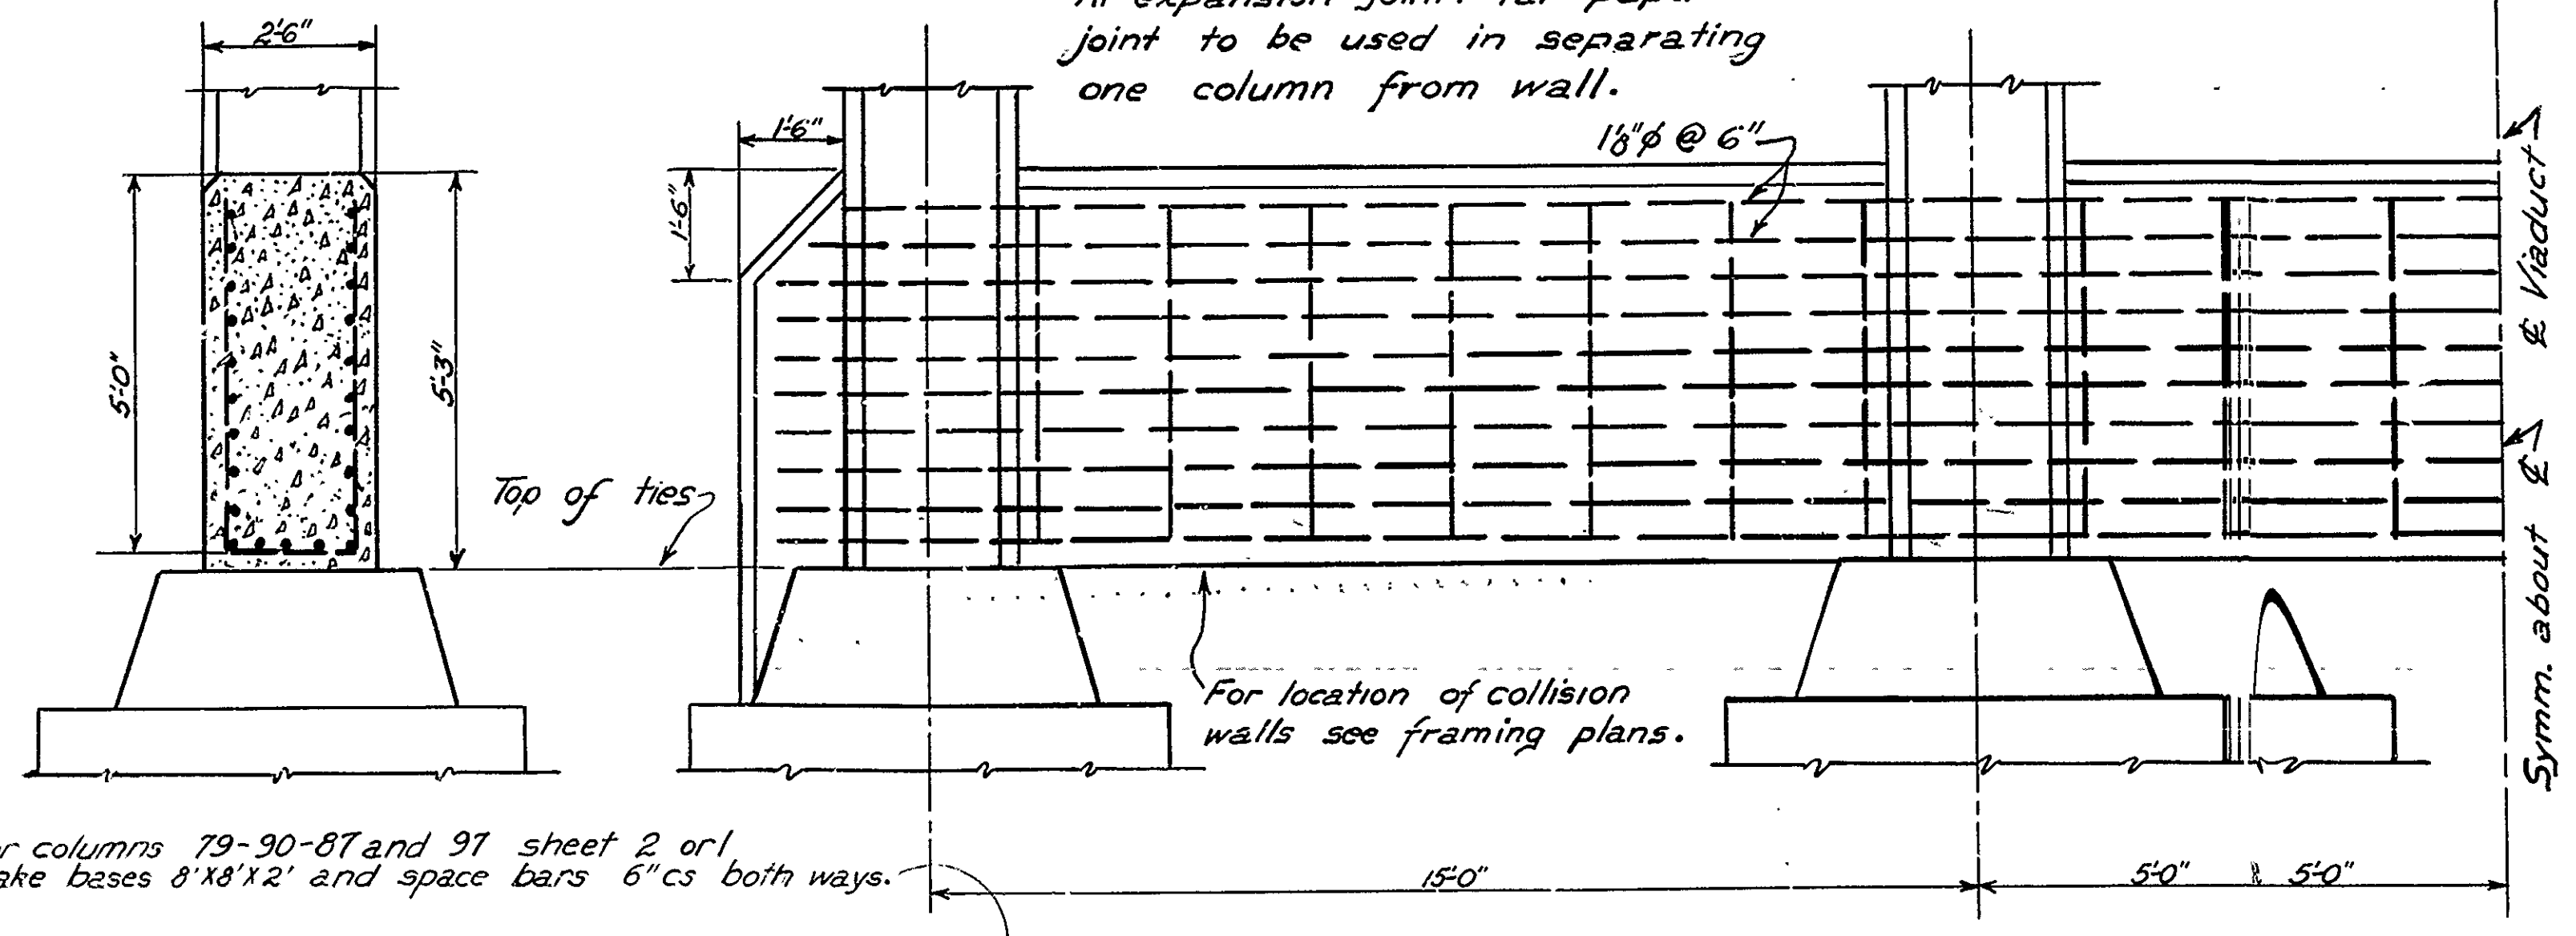 joint to be used in separating
one column from wall.
2'-6"
1'-6"
1'-6"
@ 6"
5'-0"
5'-3"
Top of ties
℄ Viaduct
Symm. about ℄
For location of collision
walls see framing plans.
columns 79-90-87 and 97 sheet 2 or 1
bases 8'X8'X2' and space bars 6"cs both ways.
15'-0"
5'-0"
5'-0"